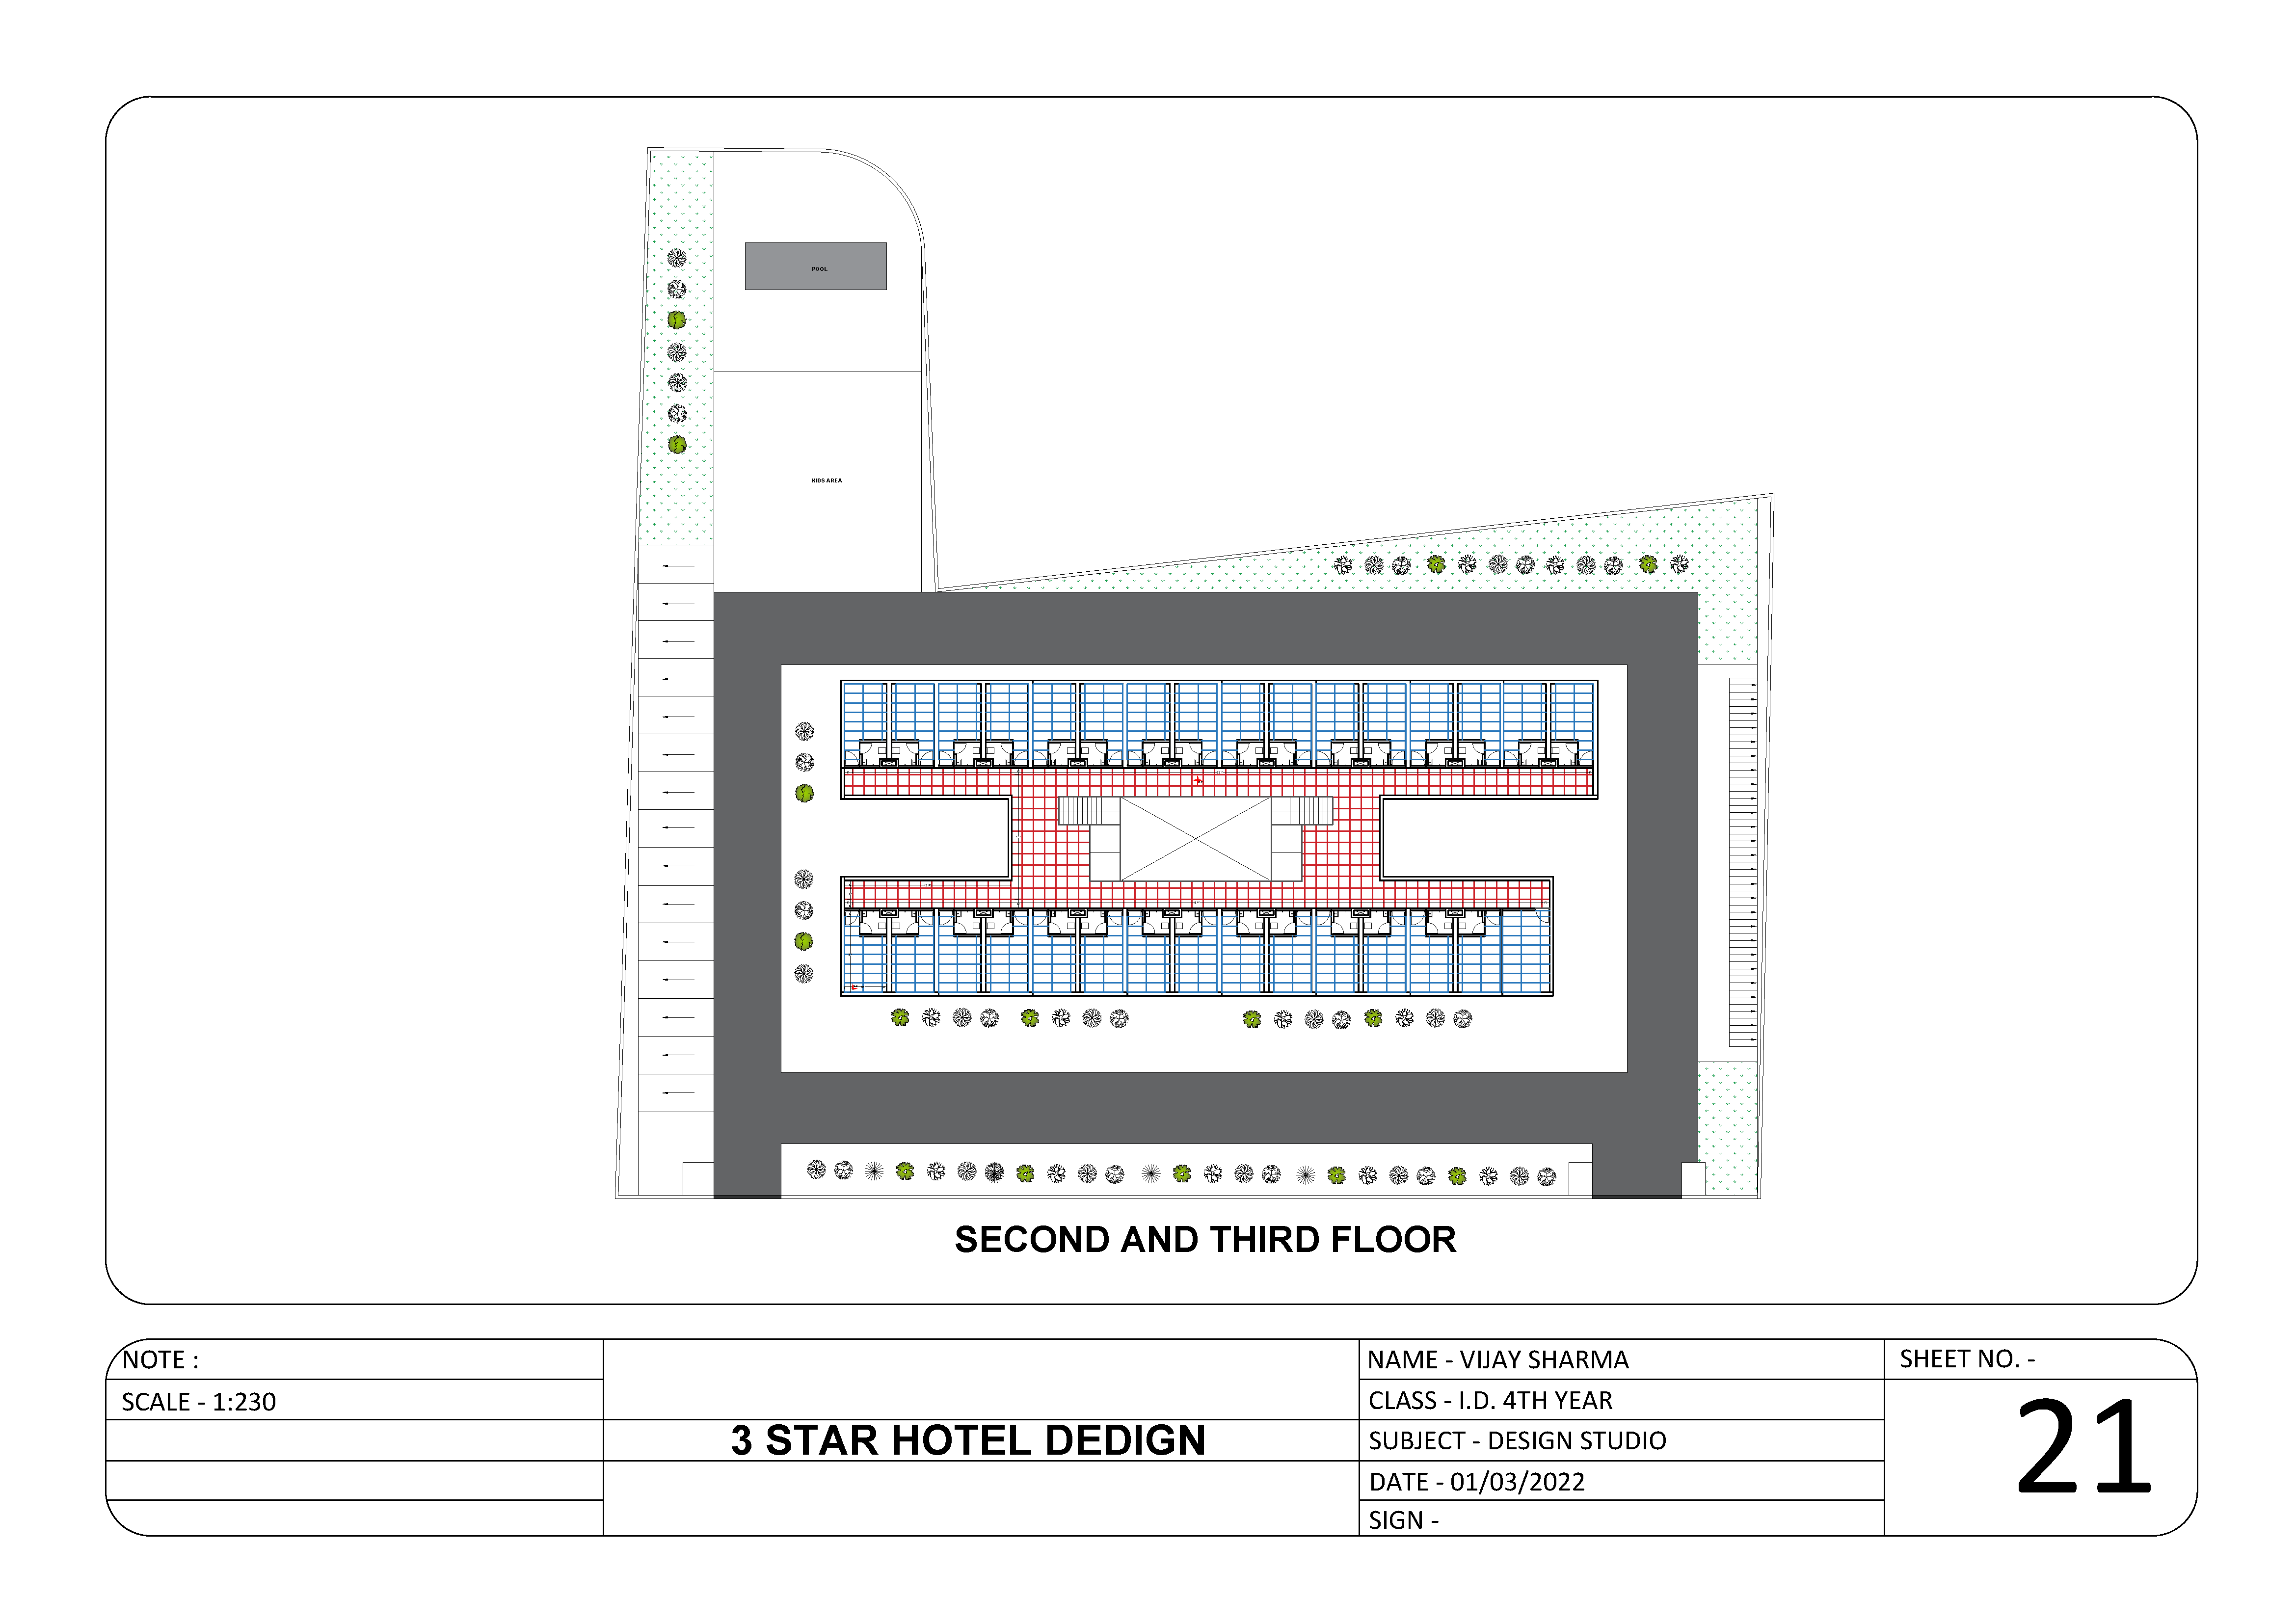 POOL
KIDS AREA
SECOND AND THIRD FLOOR
NOTE :
SCALE - 1:230
3 STAR HOTEL DEDIGN
NAME - VIJAY SHARMA
CLASS - I.D. 4TH YEAR
SUBJECT - DESIGN STUDIO
DATE - 01/03/2022
SIGN -
SHEET NO. -
21